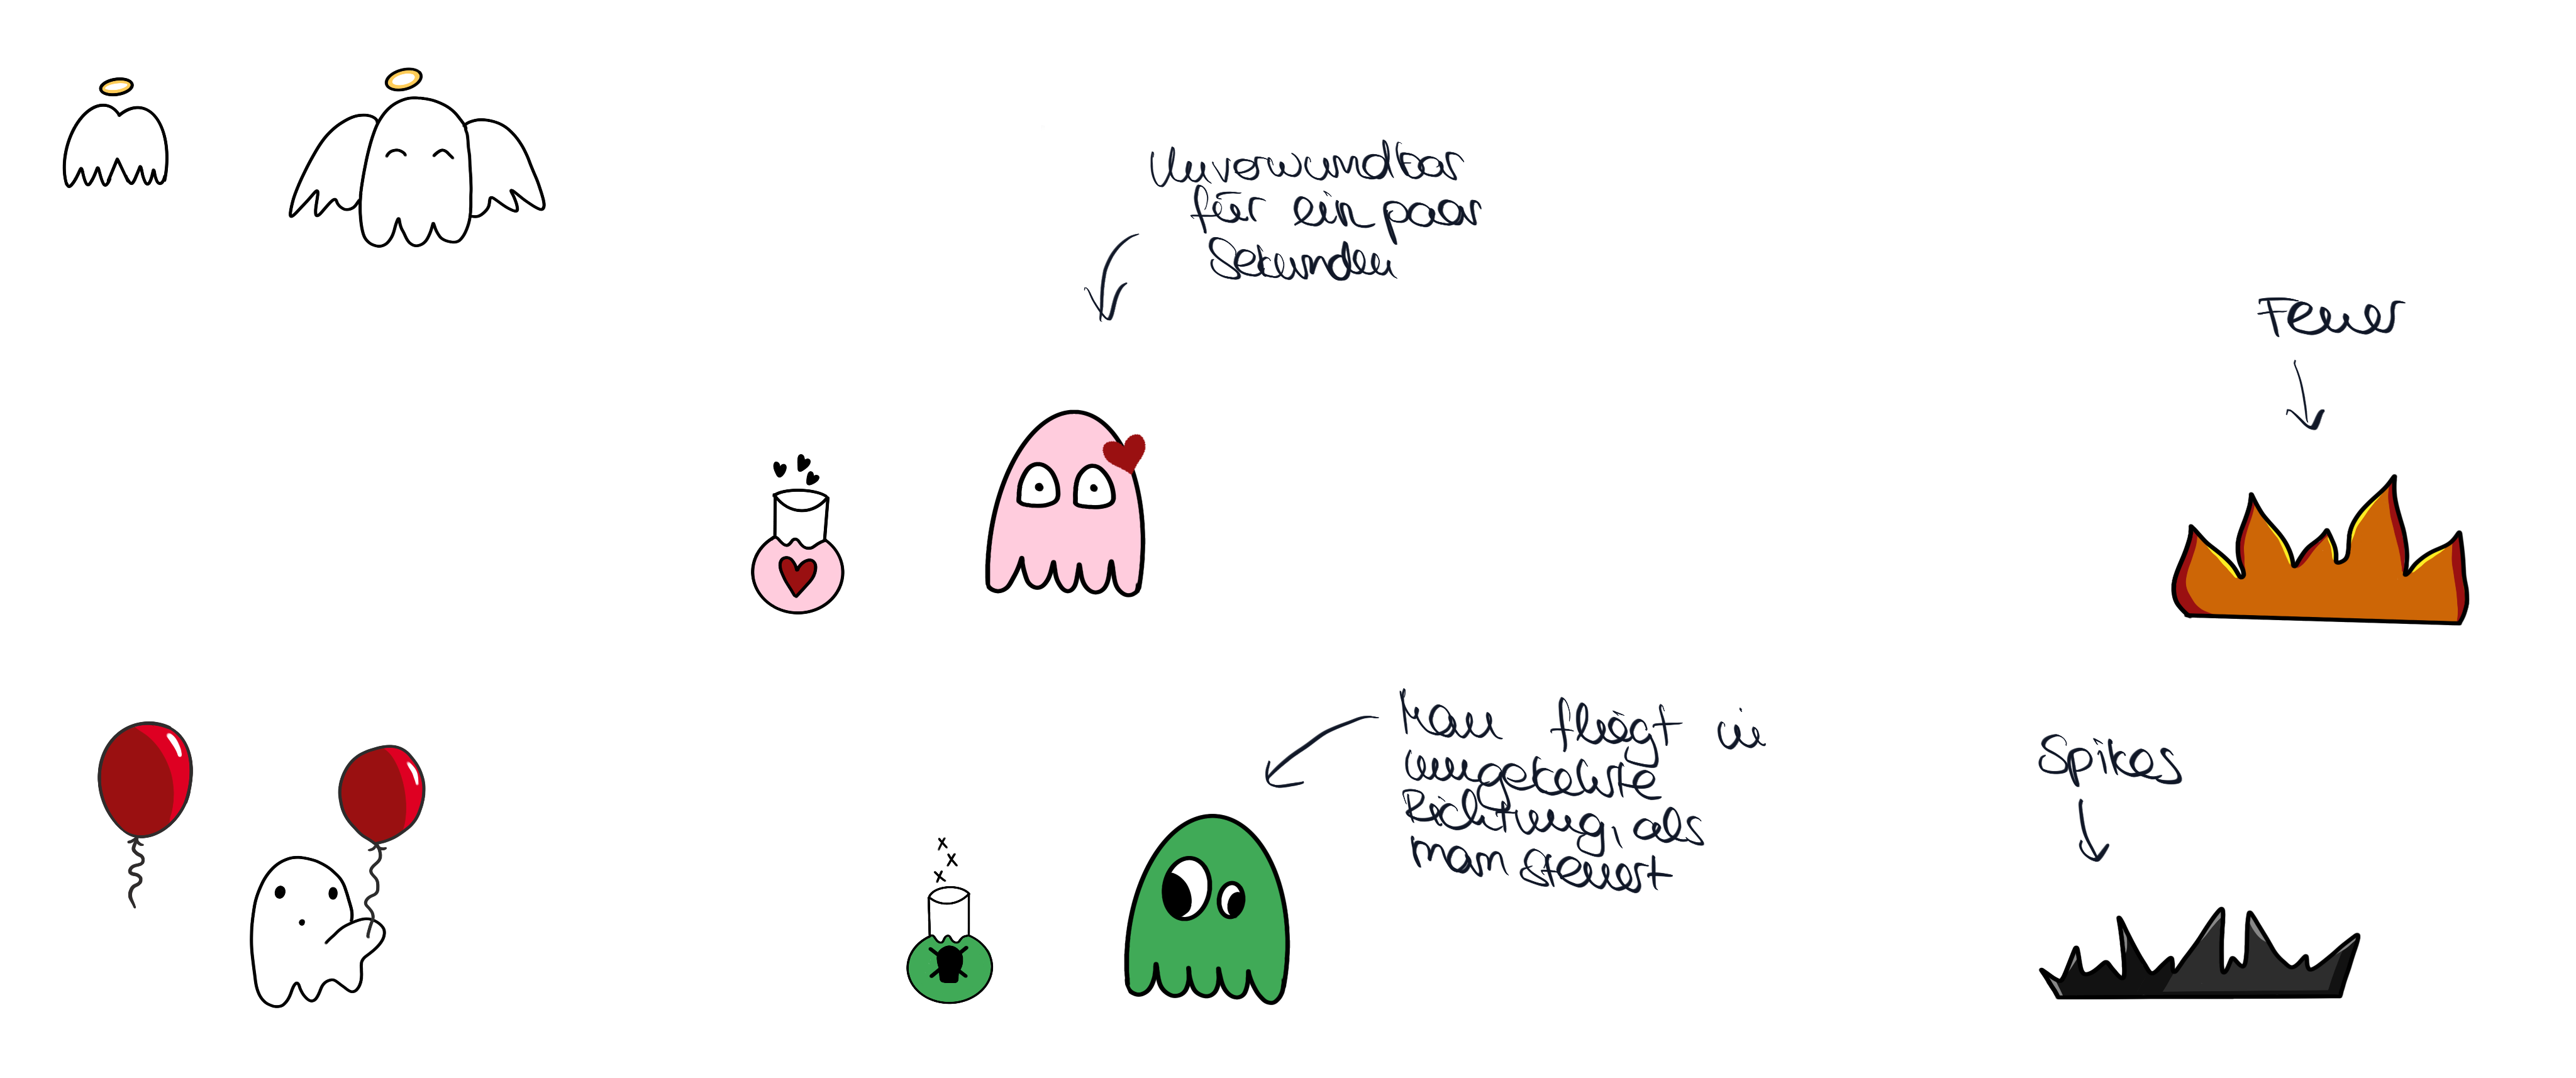 Unverwundbar
für ein paar
Sekunden
Feuer
Man fliegt in
umgekehrte
Richtung, als
man steuert
Spikes